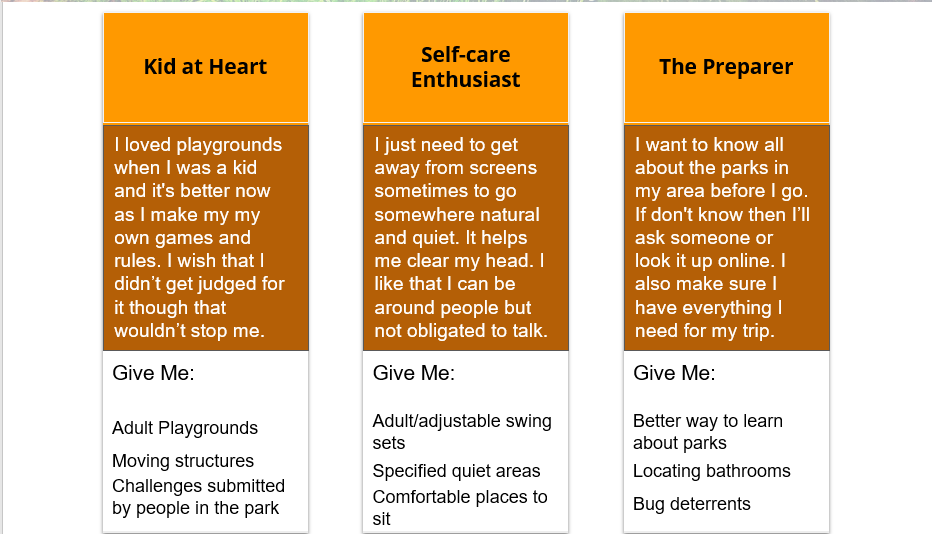 Kid at Heart
I loved playgrounds
when I was a kid
and it's better now
as I make my my
own games and
rules. I wish that I
didn’t get judged for
it though that
wouldn’t stop me.
Give Me:
Adult Playgrounds
Moving structures
Challenges submitted
by people in the park
Self-care
Enthusiast
I just need to get
away from screens
sometimes to go
somewhere natural
and quiet. It helps
me clear my head. I
like that I can be
around people but
not obligated to talk.
Give Me:
Adult/adjustable swing
sets
Specified quiet areas
Comfortable places to
sit
The Preparer
I want to know all
about the parks in
my area before I go.
If don't know then I’ll
ask someone or
look it up online. I
also make sure I
have everything I
need for my trip.
Give Me:
Better way to learn
about parks
Locating bathrooms
Bug deterrents